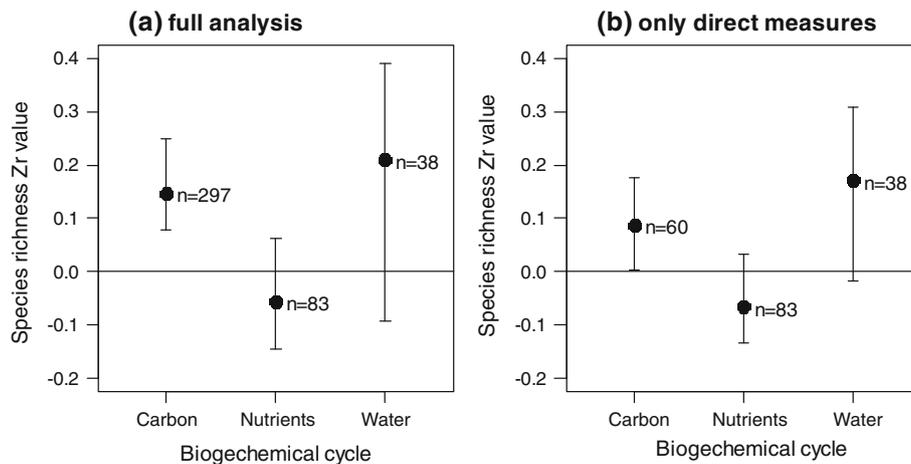 (a) full analysis
Species richness Zr value
0.4
0.3
0.2
0.1
0.0
-0.1
-0.2
n=297
n=83
n=38
Carbon Nutrients Water
Biogechemical cycle
(b) only direct measures
Species richness Zr value
0.4
0.3
0.2
0.1
0.0
-0.1
-0.2
n=60
n=83
n=38
Carbon Nutrients Water
Biogechemical cycle